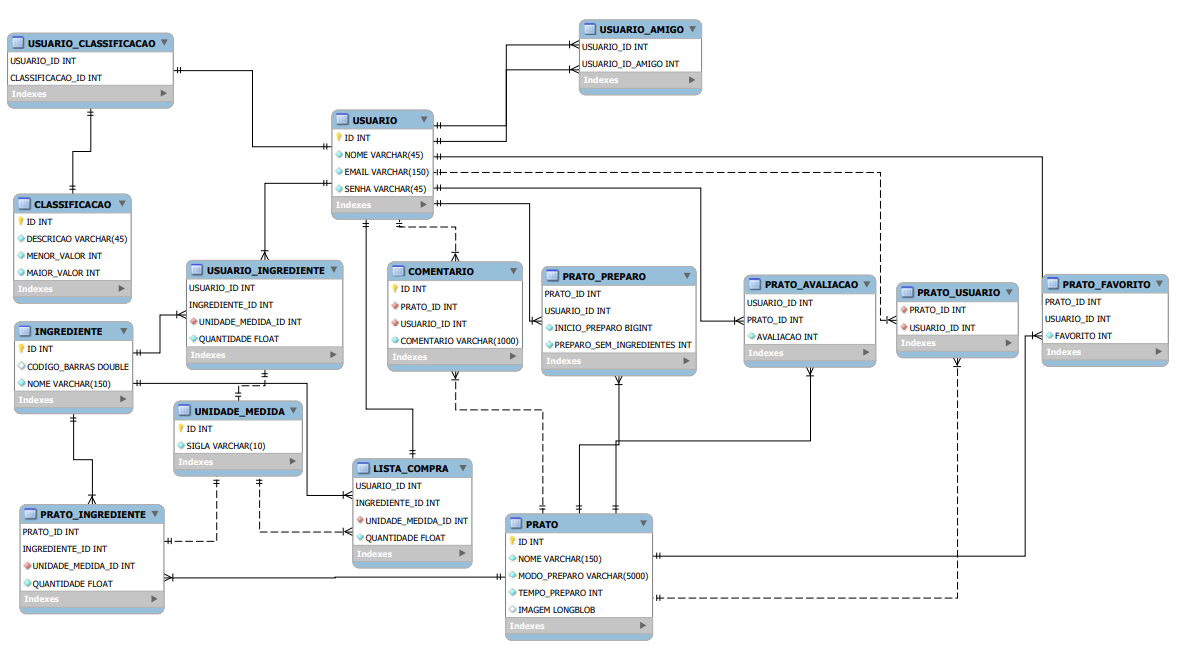 USUARIO_CLASSIFICACAO
USUARIO_ID INT
CLASSIFICACAO_ID INT
Indexes
USUARIO_AMIGO
USUARIO_ID INT
USUARIO_ID_AMIGO INT
Indexes
USUARIO
ID INT
NOME VARCHAR(45)
EMAIL VARCHAR(150)
SENHA VARCHAR(45)
Indexes
CLASSIFICACAO
ID INT
DESCRICAO VARCHAR(45)
MENOR_VALOR INT
MAIOR_VALOR INT
Indexes
USUARIO_INGREDIENTE
USUARIO_ID INT
INGREDIENTE_ID INT
UNIDADE_MEDIDA_ID INT
QUANTIDADE FLOAT
Indexes
COMENTARIO
ID INT
PRATO_ID INT
USUARIO_ID INT
COMENTARIO VARCHAR(1000)
Indexes
PRATO_PREPARO
PRATO_ID INT
USUARIO_ID INT
INICIO_PREPARO BIGINT
PREPARO_SEM_INGREDIENTES INT
Indexes
PRATO_AVALIACAO
USUARIO_ID INT
PRATO_ID INT
AVALIACAO INT
Indexes
PRATO_USUARIO
PRATO_ID INT
USUARIO_ID INT
Indexes
PRATO_FAVORITO
PRATO_ID INT
USUARIO_ID INT
FAVORITO INT
Indexes
INGREDIENTE
ID INT
CODIGO_BARRAS DOUBLE
NOME VARCHAR(150)
Indexes
UNIDADE_MEDIDA
ID INT
SIGLA VARCHAR(10)
Indexes
LISTA_COMPRA
USUARIO_ID INT
INGREDIENTE_ID INT
UNIDADE_MEDIDA_ID INT
QUANTIDADE FLOAT
Indexes
PRATO_INGREDIENTE
PRATO_ID INT
INGREDIENTE_ID INT
UNIDADE_MEDIDA_ID INT
QUANTIDADE FLOAT
Indexes
PRATO
ID INT
NOME VARCHAR(150)
MODO_PREPARO VARCHAR(5000)
TEMPO_PREPARO INT
IMAGEM LONGBLOB
Indexes